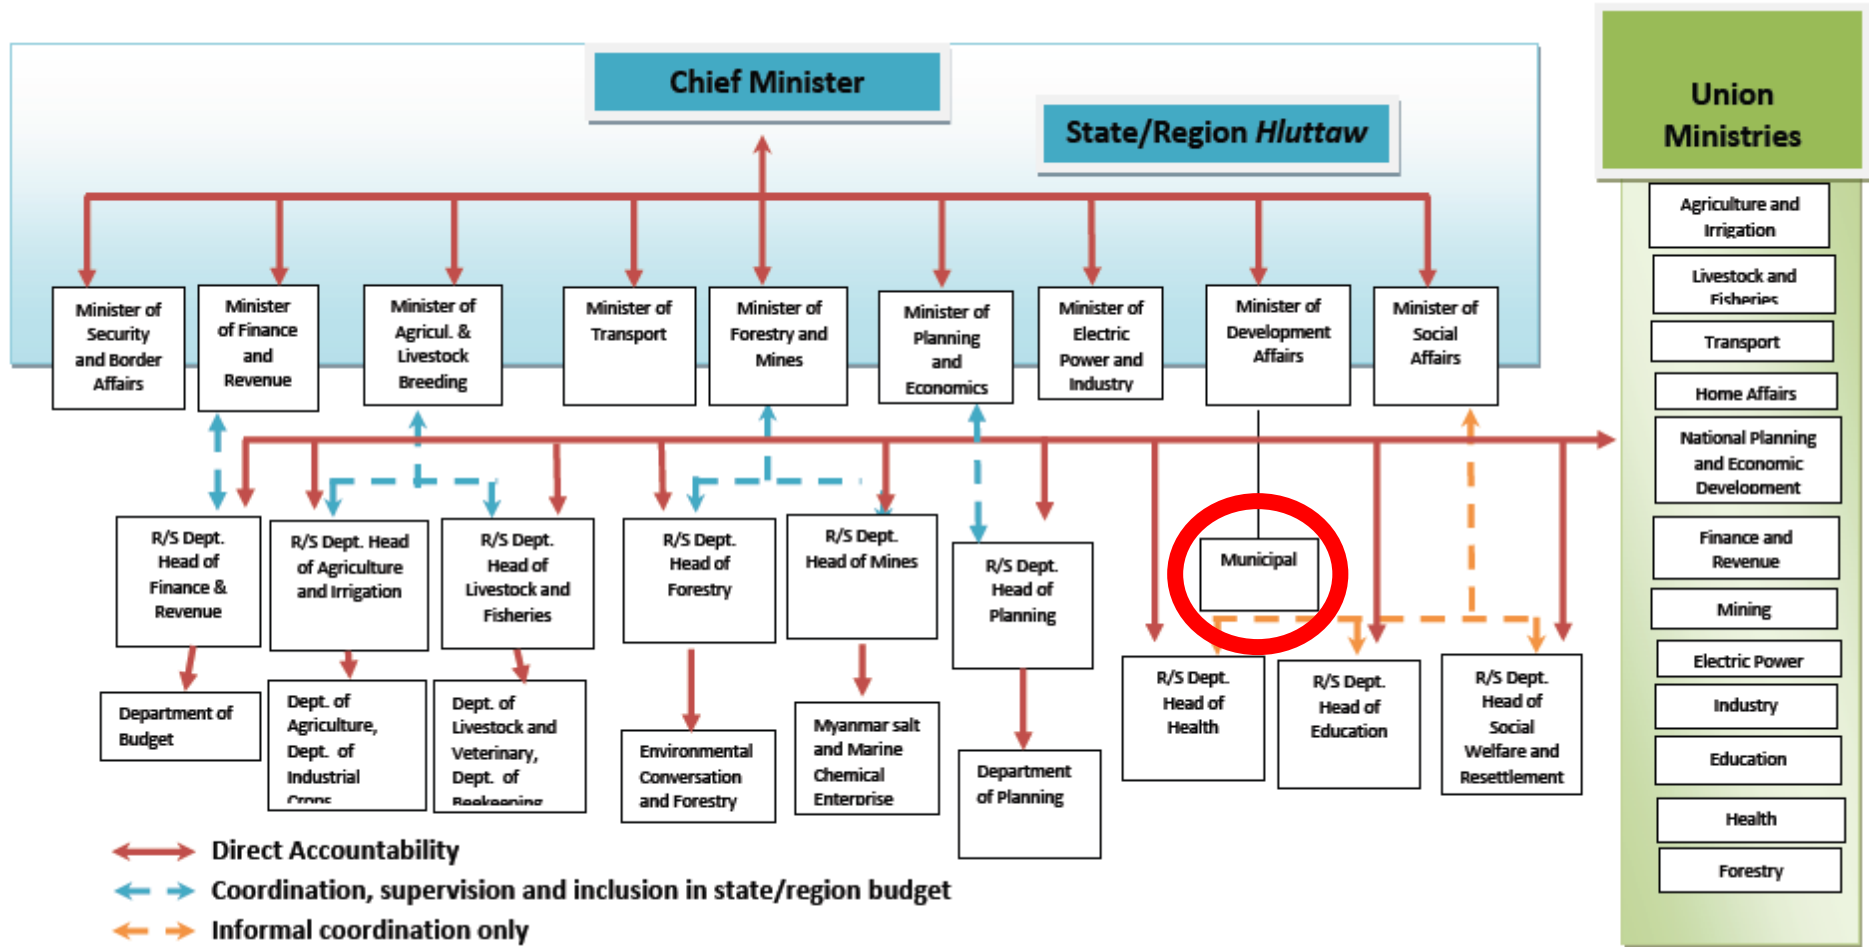 Chief Minister
State/Region Hluttaw
Union
Ministries
Minister of
Security
and Border
Affairs
Minister
of Finance
and
Revenue
Minister of
Agricul. &
Livestock
Breeding
Minister of
Transport
Minister of
Forestry and
Mines
Minister of
Planning
and
Economics
Minister of
Electric
Power and
Industry
Minister of
Development
Affairs
Minister of
Social
Affairs
R/S Dept.
Head of
Finance &
Revenue
R/S Dept. Head
of Agriculture
and Irrigation
R/S Dept.
Head of
Livestock and
Fisheries
R/S Dept.
Head of
Forestry
R/S Dept.
Head of Mines
R/S Dept.
Head of
Planning
Municipal
R/S Dept.
Head of
Health
R/S Dept.
Head of
Education
R/S Dept.
Head of
Social
Welfare and
Resettlement
Department of
Budget
Dept. of
Agriculture,
Dept. of
Industrial
Crops
Dept. of
Livestock and
Veterinary,
Dept. of
Beekeeping
Environmental
Conversation
and Forestry
Myanmar salt
and Marine
Chemical
Enterprise
Department
of Planning
Agriculture and
Irrigation
Livestock and
Fisheries
Transport
Home Affairs
National Planning
and Economic
Development
Finance and
Revenue
Mining
Electric Power
Industry
Education
Health
Forestry
Direct Accountability
Coordination, supervision and inclusion in state/region budget
Informal coordination only